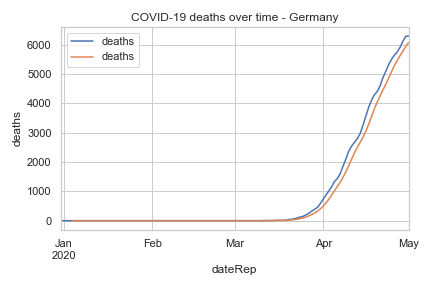 COVID-19 deaths over time - Germany
deaths
deaths
6000
5000
4000
3000
2000
1000
0
deaths
Jan
2020
Feb
Mar
Apr
May
dateRep